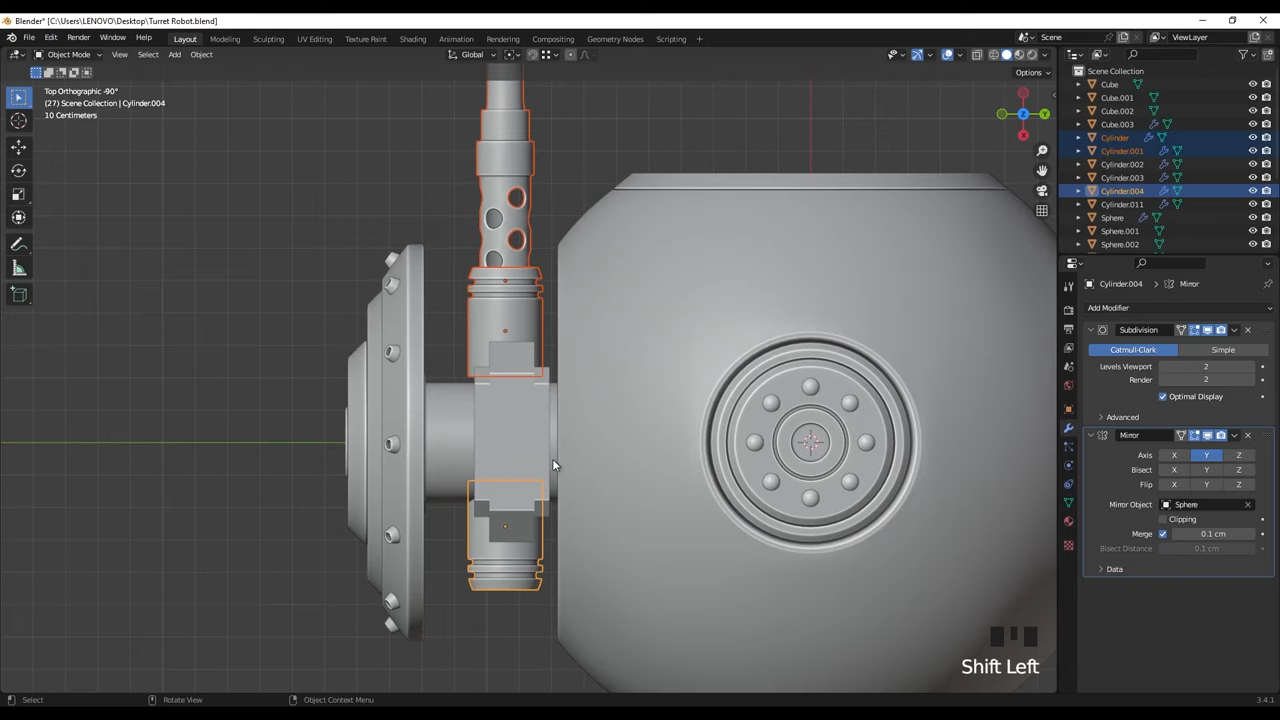 Blender* [C:\Users\LENOVO\Desktop\Turret Robot.blend]
File Edit Render Window Help Layout Modeling Sculpting UV Editing Texture Paint Shading Animation Rendering Compositing Geometry Nodes Scripting Scene ViewLayer
Object Mode View Select Add Object Global
Options
Top Orthographic -90°
(27) Scene Collection | Cylinder.004
10 Centimeters
Z
Y
X
Scene Collection
Cube
Cube.001
Cube.002
Cube.003
Cylinder
Cylinder.001
Cylinder.002
Cylinder.003
Cylinder.004
Cylinder.011
Sphere
Sphere.001
Sphere.002
Cylinder.004 > Mirror
Add Modifier
Subdivision
Catmull-Clark Simple
Levels Viewport 2
Render 2
Optimal Display
Advanced
Mirror
Axis X Y Z
Bisect X Y Z
Flip X Y Z
Mirror Object Sphere
Clipping
Merge 0.1 cm
Bisect Distance 0.1 cm
Data
Shift Left
Select Rotate View Object Context Menu 3.4.1